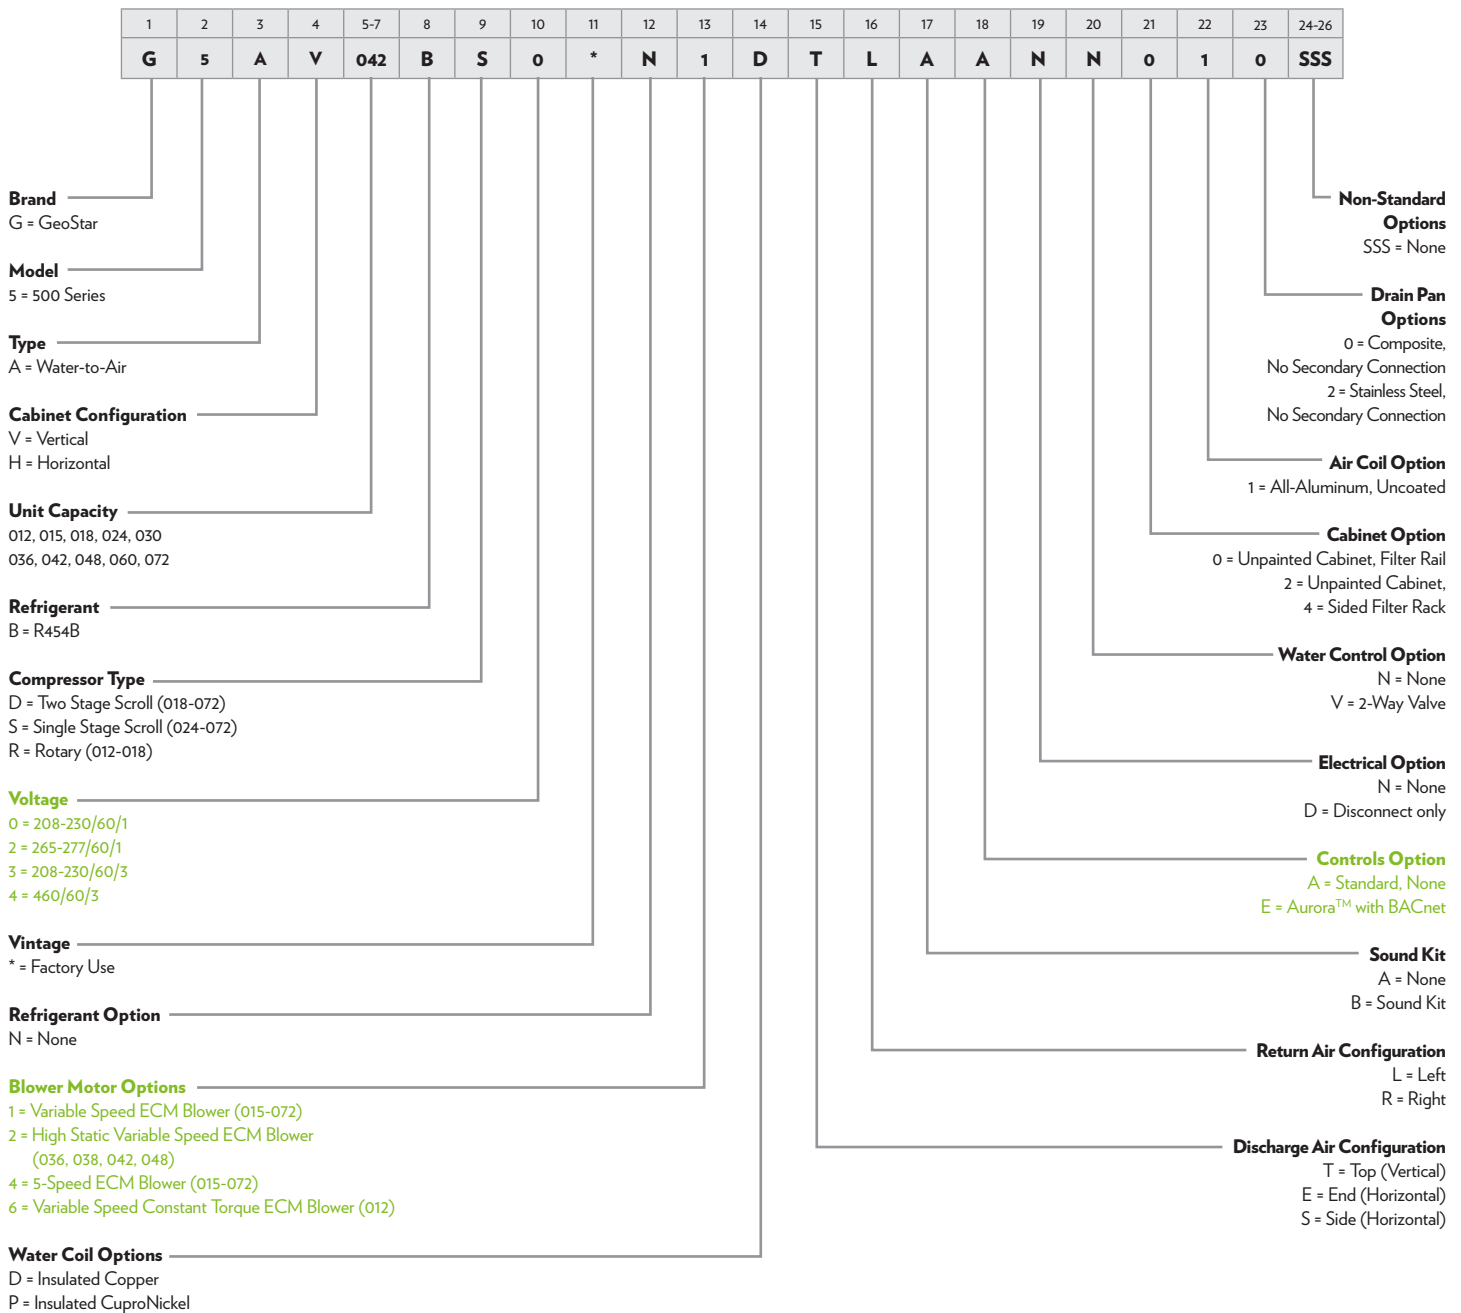 1 2 3 4 5-7 8 9 10 11 12 13 14 15 16 17 18 19 20 21 22 23 24-26
G 5 A V 042 B S 0 * N 1 D T L A A N N 0 1 0 SSS
Brand
G = GeoStar
Model
5 = 500 Series
Type
A = Water-to-Air
Cabinet Configuration
V = Vertical
H = Horizontal
Unit Capacity
012, 015, 018, 024, 030
036, 042, 048, 060, 072
Refrigerant
B = R454B
Compressor Type
D = Two Stage Scroll (018-072)
S = Single Stage Scroll (024-072)
R = Rotary (012-018)
Voltage
0 = 208-230/60/1
2 = 265-277/60/1
3 = 208-230/60/3
4 = 460/60/3
Vintage
* = Factory Use
Refrigerant Option
N = None
Blower Motor Options
1 = Variable Speed ECM Blower (015-072)
2 = High Static Variable Speed ECM Blower
(036, 038, 042, 048)
4 = 5-Speed ECM Blower (015-072)
6 = Variable Speed Constant Torque ECM Blower (012)
Water Coil Options
D = Insulated Copper
P = Insulated CuproNickel
Non-Standard
Options
SSS = None
Drain Pan
Options
0 = Composite,
No Secondary Connection
2 = Stainless Steel,
No Secondary Connection
Air Coil Option
1 = All-Aluminum, Uncoated
Cabinet Option
0 = Unpainted Cabinet, Filter Rail
2 = Unpainted Cabinet,
4 = Sided Filter Rack
Water Control Option
N = None
V = 2-Way Valve
Electrical Option
N = None
D = Disconnect only
Controls Option
A = Standard, None
E = Aurora™ with BACnet
Sound Kit
A = None
B = Sound Kit
Return Air Configuration
L = Left
R = Right
Discharge Air Configuration
T = Top (Vertical)
E = End (Horizontal)
S = Side (Horizontal)